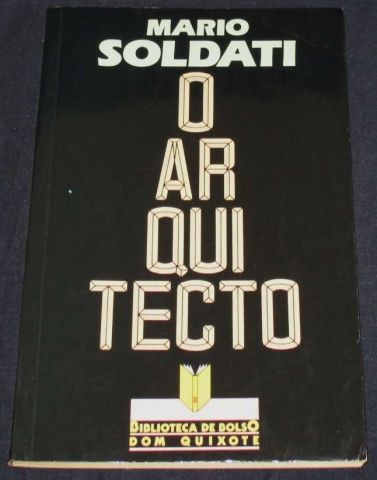 MARIO
SOLDATI
O
AR
QUI
TECTO
BIBLIOTECA DE BOLSO
DOM QUIXOTE